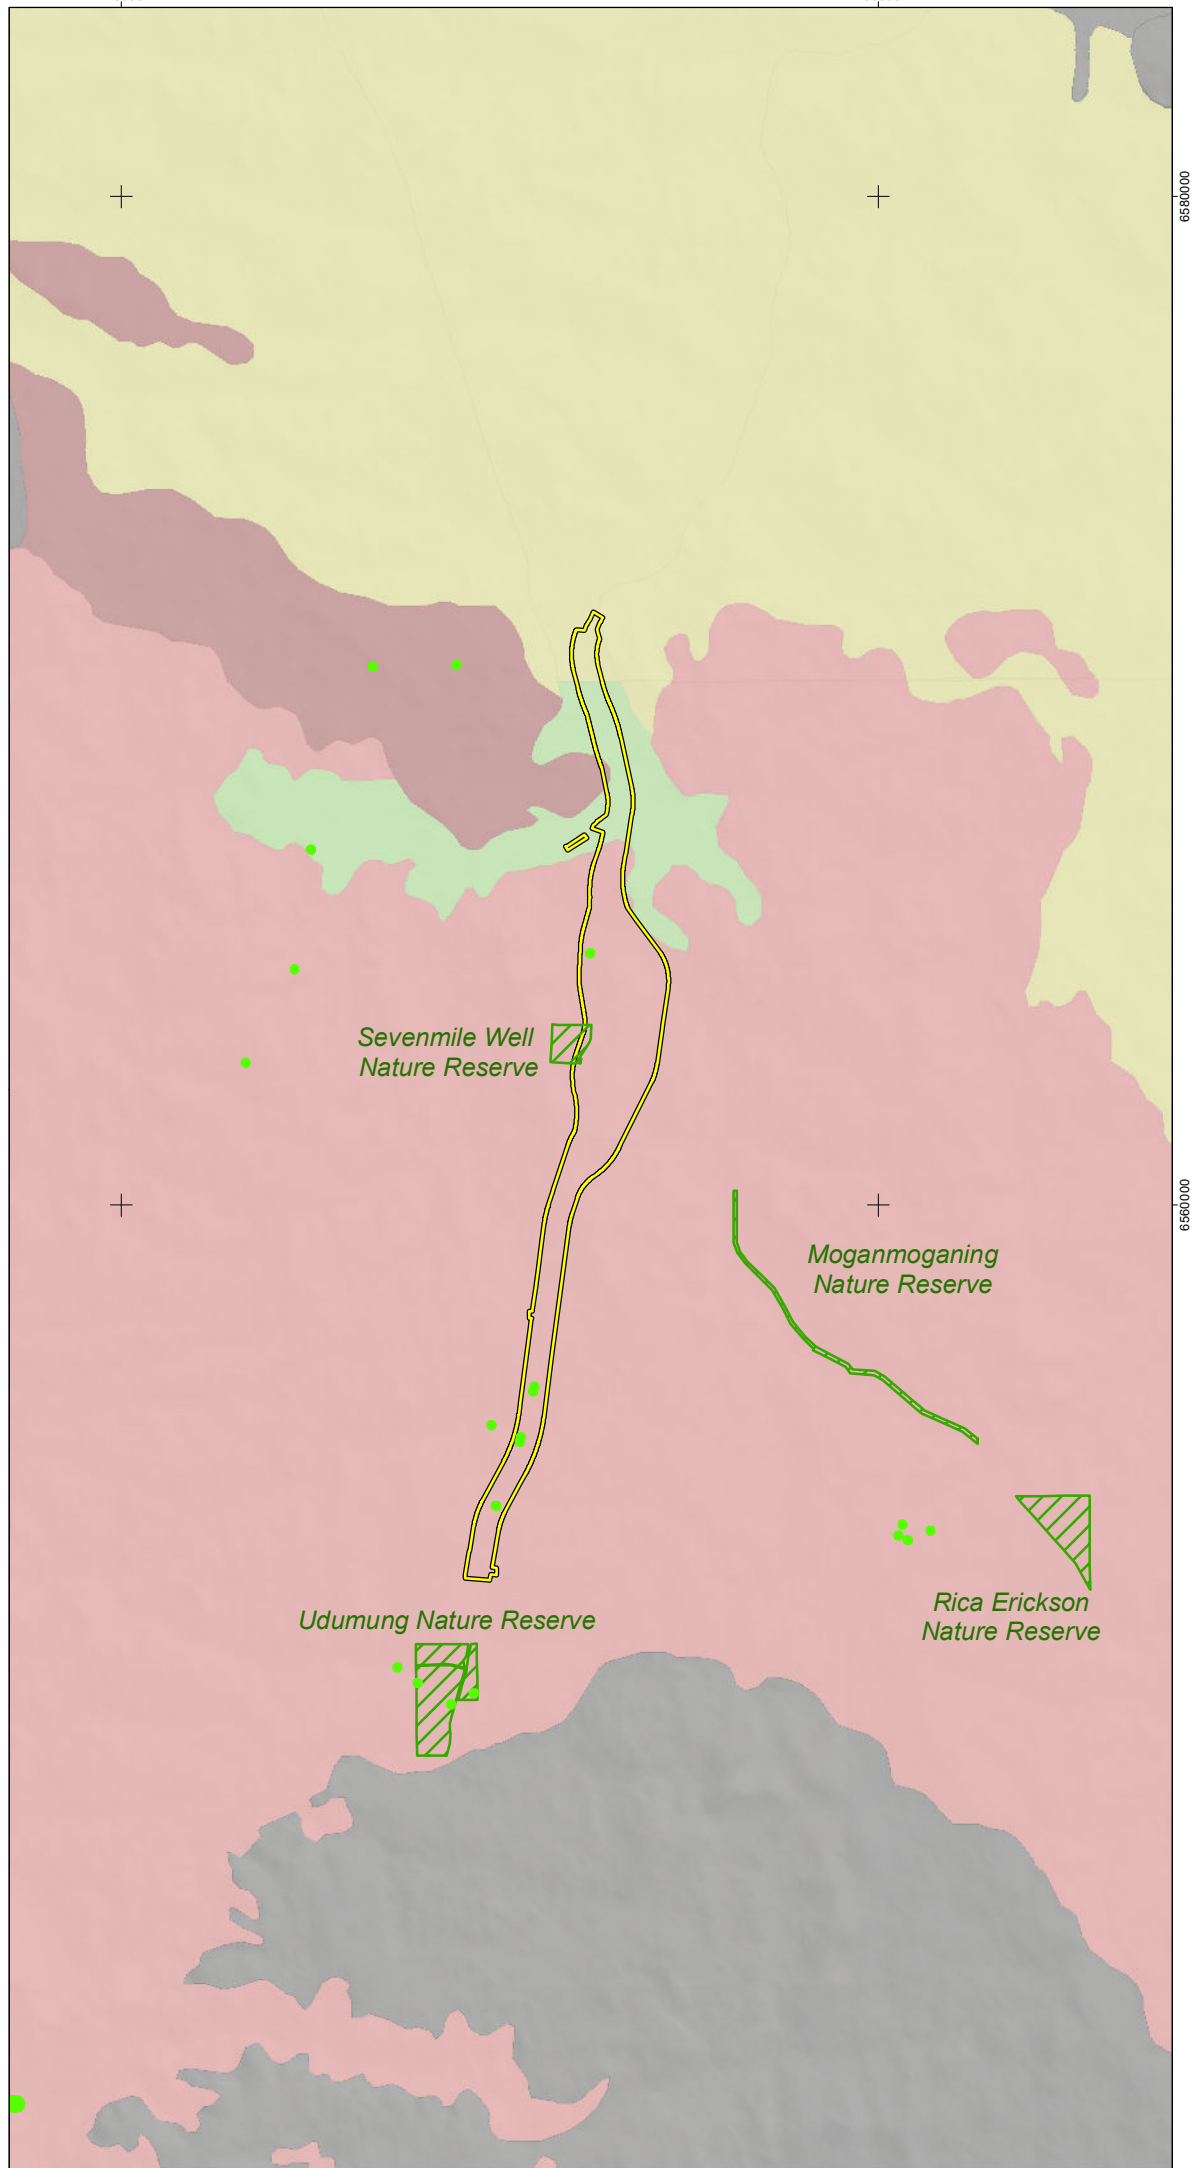 6580000
Sevenmile Well
Nature Reserve
6560000
Moganmoganing
Nature Reserve
Rica Erickson
Nature Reserve
Udumung Nature Reserve